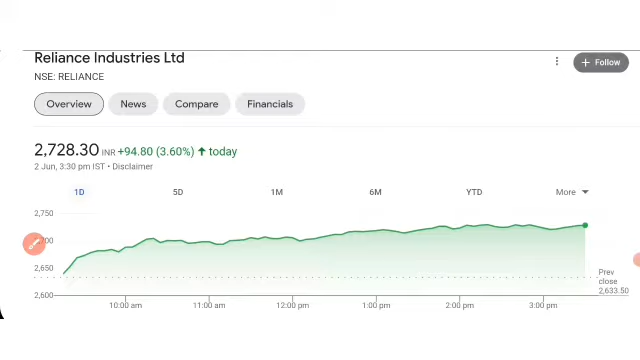 Reliance Industries Ltd
Follow
NSE: RELIANCE
Overview
News
Compare
Financials
2,728.30 INR +94.80 (3.60%) ↑ today
2 Jun, 3:30 pm IST • Disclaimer
1D
5D
1M
6M
YTD
More
2,750
2,700
2,650
2,600
Prev
close
2,633.50
10:00 am
11:00 am
12:00 pm
1:00 pm
2:00 pm
3:00 pm